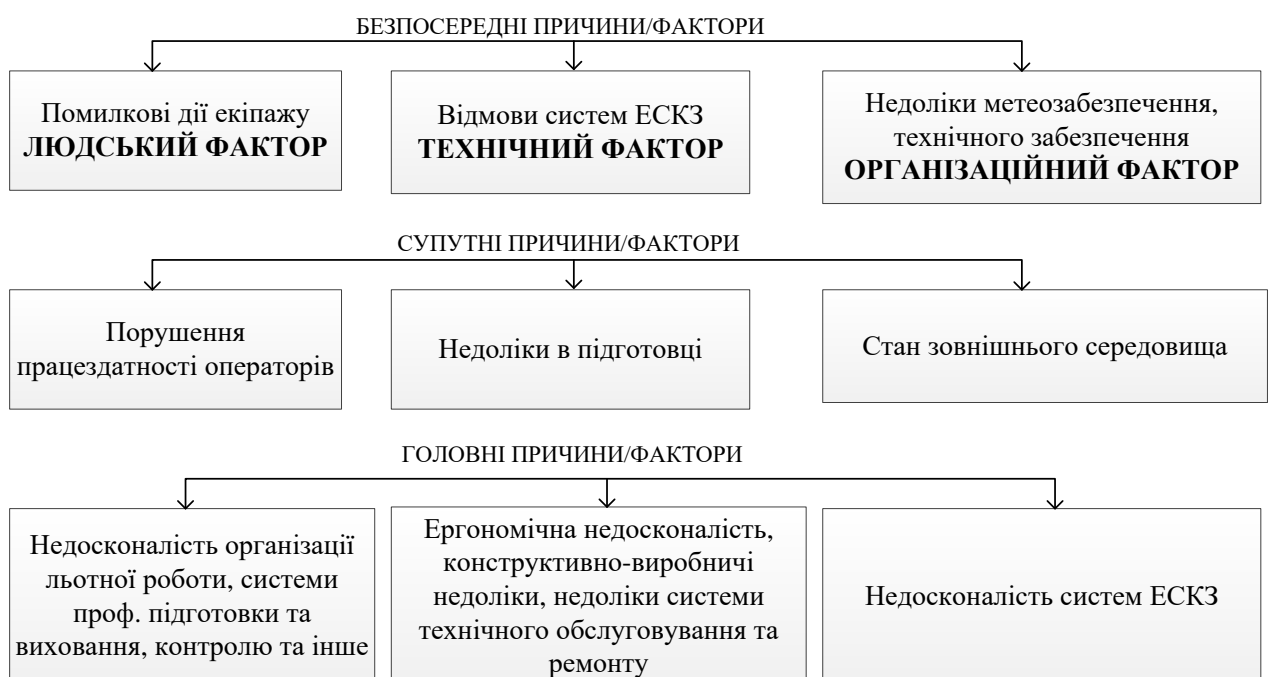 БЕЗПОСЕРЕДНІ ПРИЧИНИ/ФАКТОРИ
Помилкові дії екіпажу
ЛЮДСЬКИЙ ФАКТОР
Відмови систем ЕСКЗ
ТЕХНІЧНИЙ ФАКТОР
Недоліки метеозабезпечення,
технічного забезпечення
ОРГАНІЗАЦІЙНИЙ ФАКТОР
СУПУТНІ ПРИЧИНИ/ФАКТОРИ
Порушення
працездатності операторів
Недоліки в підготовці
Стан зовнішнього середовища
ГОЛОВНІ ПРИЧИНИ/ФАКТОРИ
Недосконалість організації
льотної роботи, системи
проф. підготовки та
виховання, контролю та інше
Ергономічна недосконалість,
конструктивно-виробничі
недоліки, недоліки системи
технічного обслуговування та
ремонту
Недосконалість систем ЕСКЗ